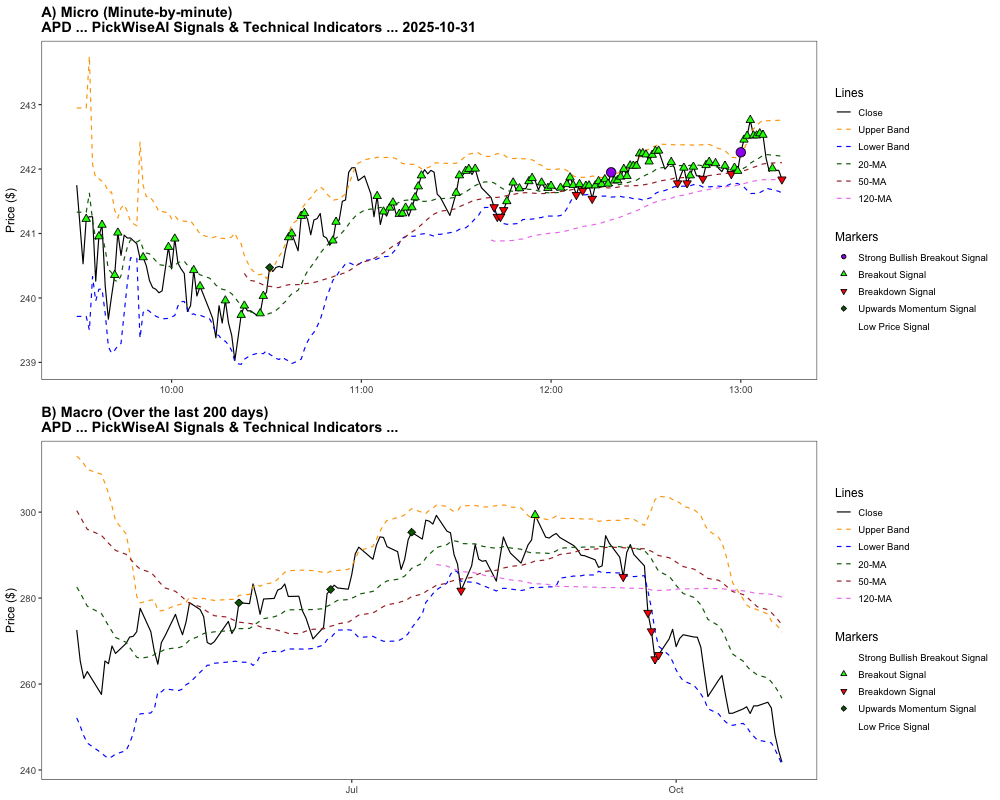 A) Micro (Minute-by-minute)
APD ... PickWiseAI Signals & Technical Indicators ... 2025-10-31
Price ($)
243
242
241
240
239
10:00
11:00
12:00
13:00
Lines
Close
Upper Band
Lower Band
20-MA
50-MA
120-MA
Markers
Strong Bullish Breakout Signal
Breakout Signal
Breakdown Signal
Upwards Momentum Signal
Low Price Signal
B) Macro (Over the last 200 days)
APD ... PickWiseAI Signals & Technical Indicators ...
Price ($)
300
280
260
240
Jul
Oct
Lines
Close
Upper Band
Lower Band
20-MA
50-MA
120-MA
Markers
Strong Bullish Breakout Signal
Breakout Signal
Breakdown Signal
Upwards Momentum Signal
Low Price Signal